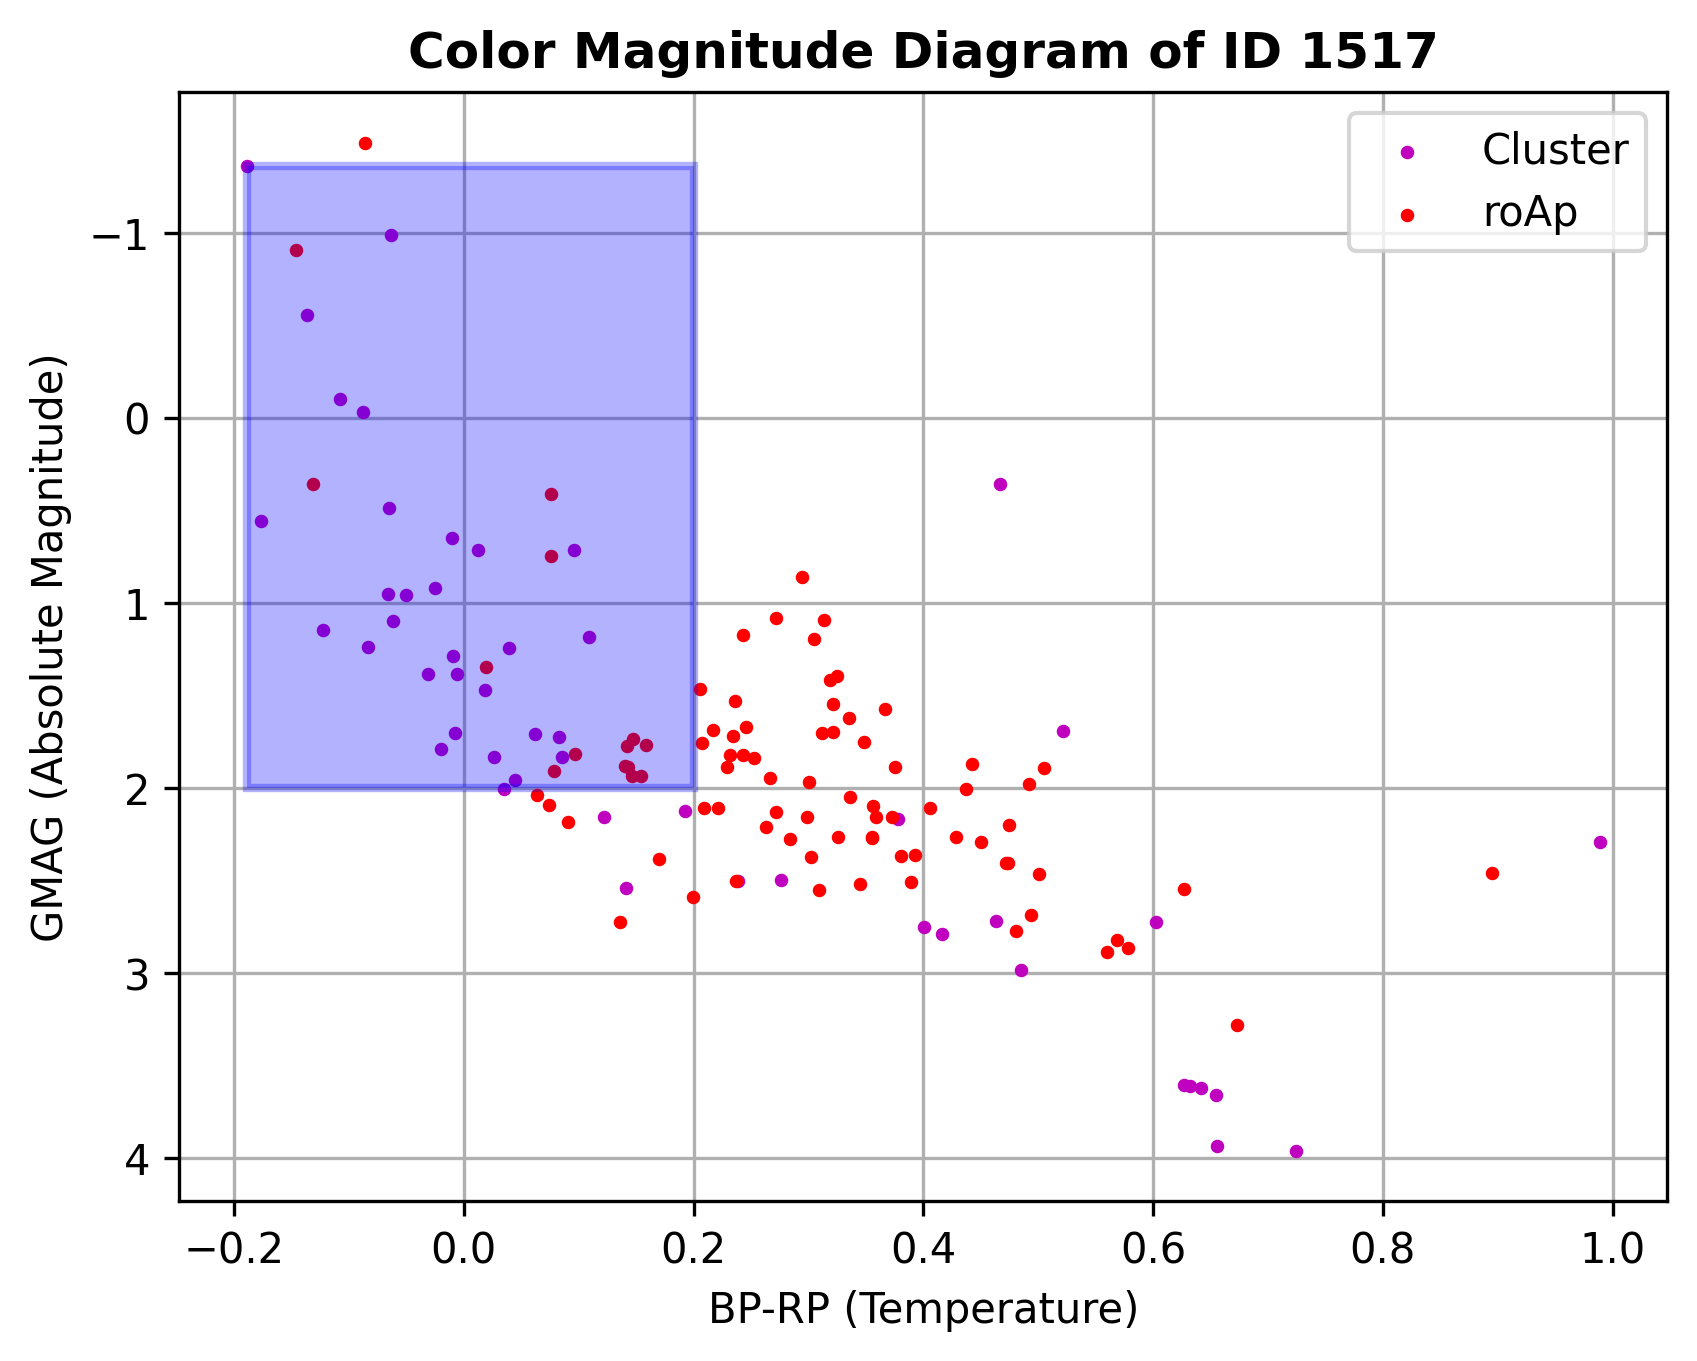 Color Magnitude Diagram of ID 1517
Cluster
roAp
GMAG (Absolute Magnitude)
−1
0
1
2
3
4
−0.2 0.0 0.2 0.4 0.6 0.8 1.0
BP-RP (Temperature)